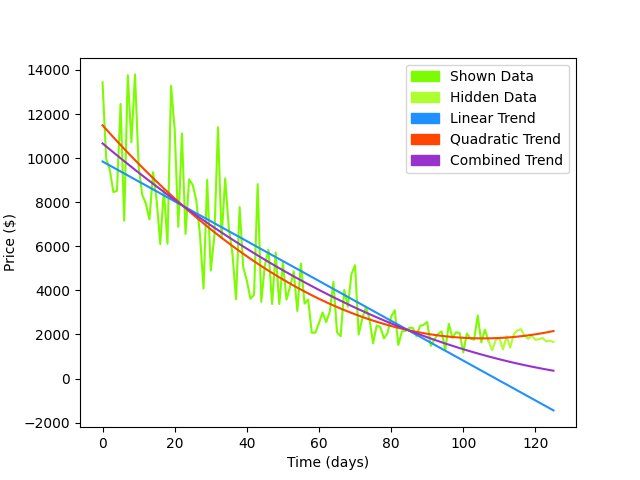 14000
12000
10000
8000
6000
4000
2000
0
−2000
Price ($)
0 20 40 60 80 100 120
Time (days)
Shown Data
Hidden Data
Linear Trend
Quadratic Trend
Combined Trend